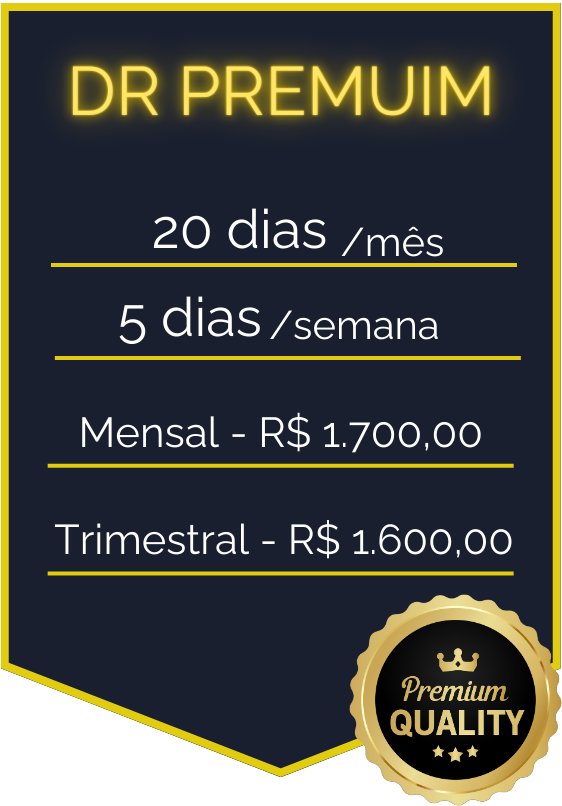 DR PREMUIM
20 dias /mês
5 dias /semana
Mensal - R$ 1.700,00
Trimestral - R$ 1.600,00
Premium
QUALITY